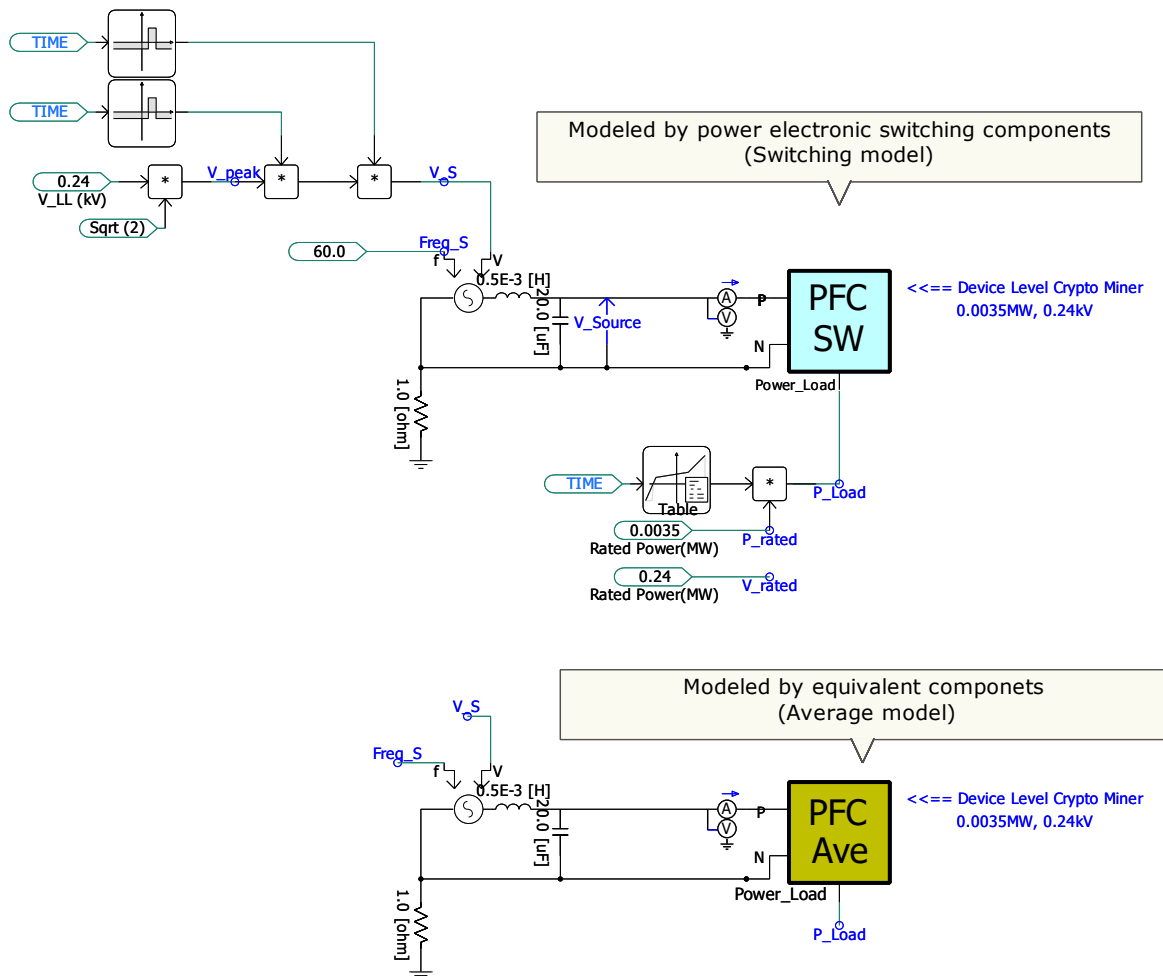 TIME
TIME
Modeled by power electronic switching components
(Switching model)
0.24
V_LL (kV)
*
V_peak
*
*
V_S
Sqrt (2)
60.0
Freq_S
f
V
0.5E-3 [H]
20.0 [uF]
V_Source
A
V
P
N
PFC
SW
Power_Load
<<== Device Level Crypto Miner
0.0035MW, 0.24kV
1.0 [ohm]
TIME
Table
*
P_Load
0.0035
Rated Power(MW)
P_rated
0.24
Rated Power(MW)
V_rated
Modeled by equivalent componets
(Average model)
V_S
Freq_S
f
V
0.5E-3 [H]
20.0 [uF]
A
V
P
N
PFC
Ave
Power_Load
<<== Device Level Crypto Miner
0.0035MW, 0.24kV
1.0 [ohm]
P_Load